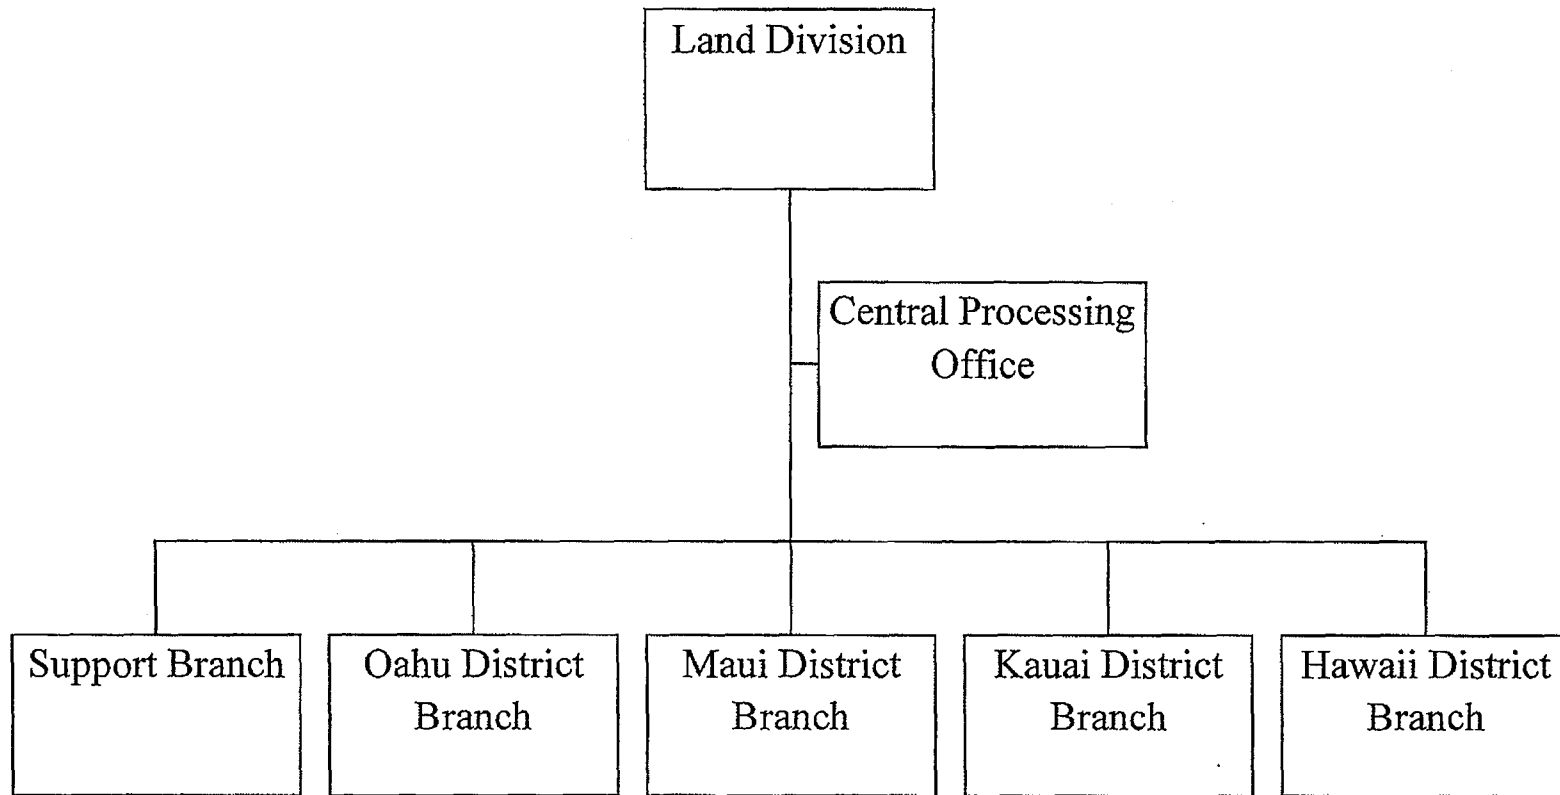 Land Division
Central Processing
Office
Support Branch
Oahu District
Branch
Maui District
Branch
Kauai District
Branch
Hawaii District
Branch